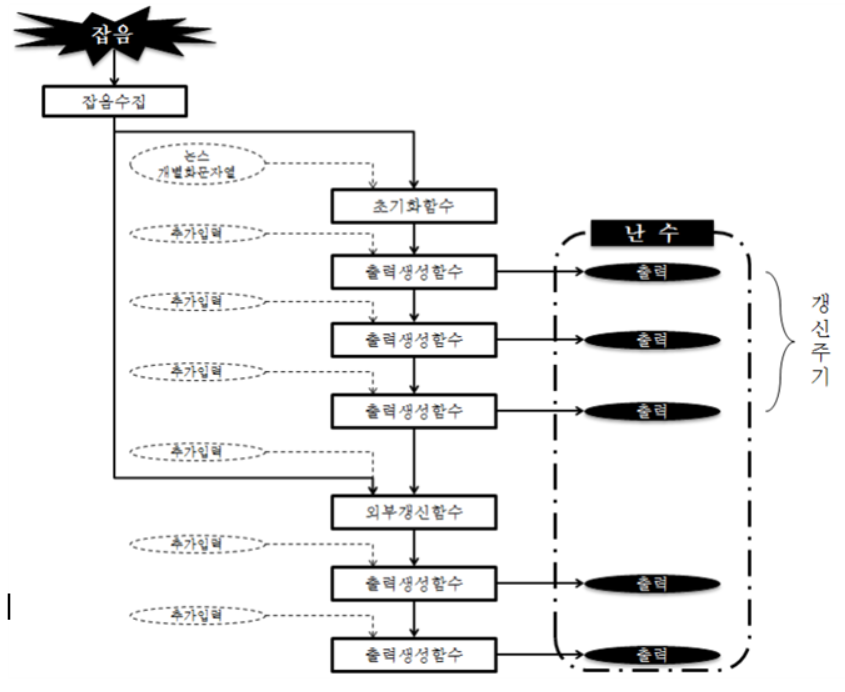 잡음
잡음수집
논스
개별화문자열
초기화함수
난 수
추가입력
출력생성함수
출력
추가입력
출력생성함수
출력
갱신주기
추가입력
출력생성함수
출력
추가입력
외부갱신함수
추가입력
출력생성함수
출력
추가입력
출력생성함수
출력